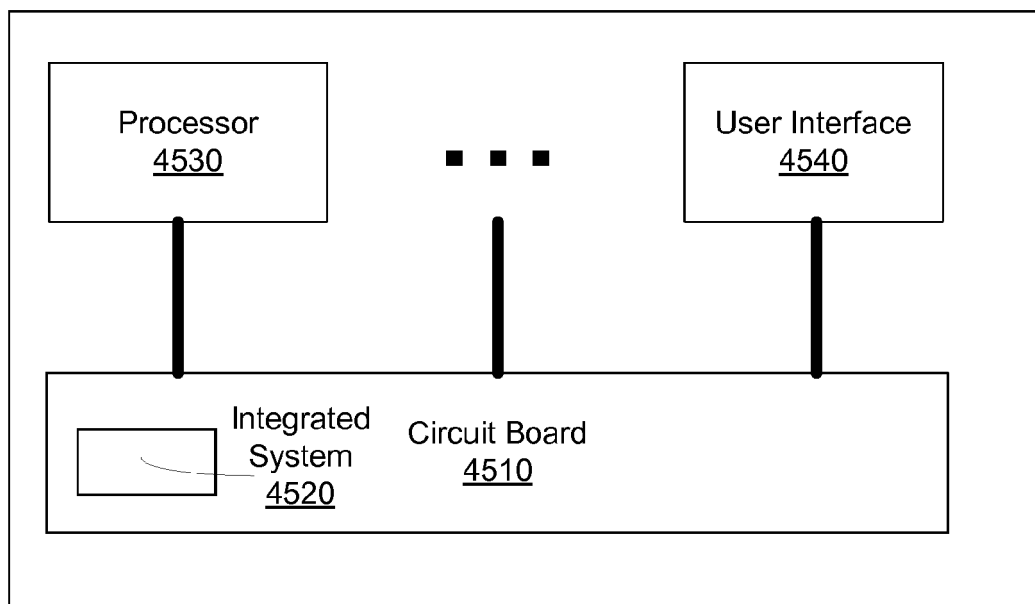 Processor
4530
User Interface
4540
Integrated
System
4520
Circuit Board
4510